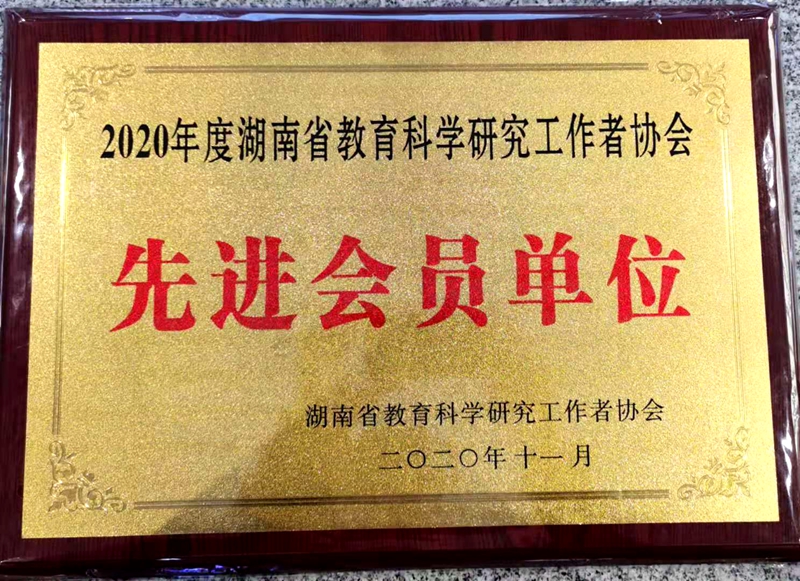 2020年度湖南省教育科学研究工作者协会
先进会员单位
湖南省教育科学研究工作者协会
二〇二〇年十一月